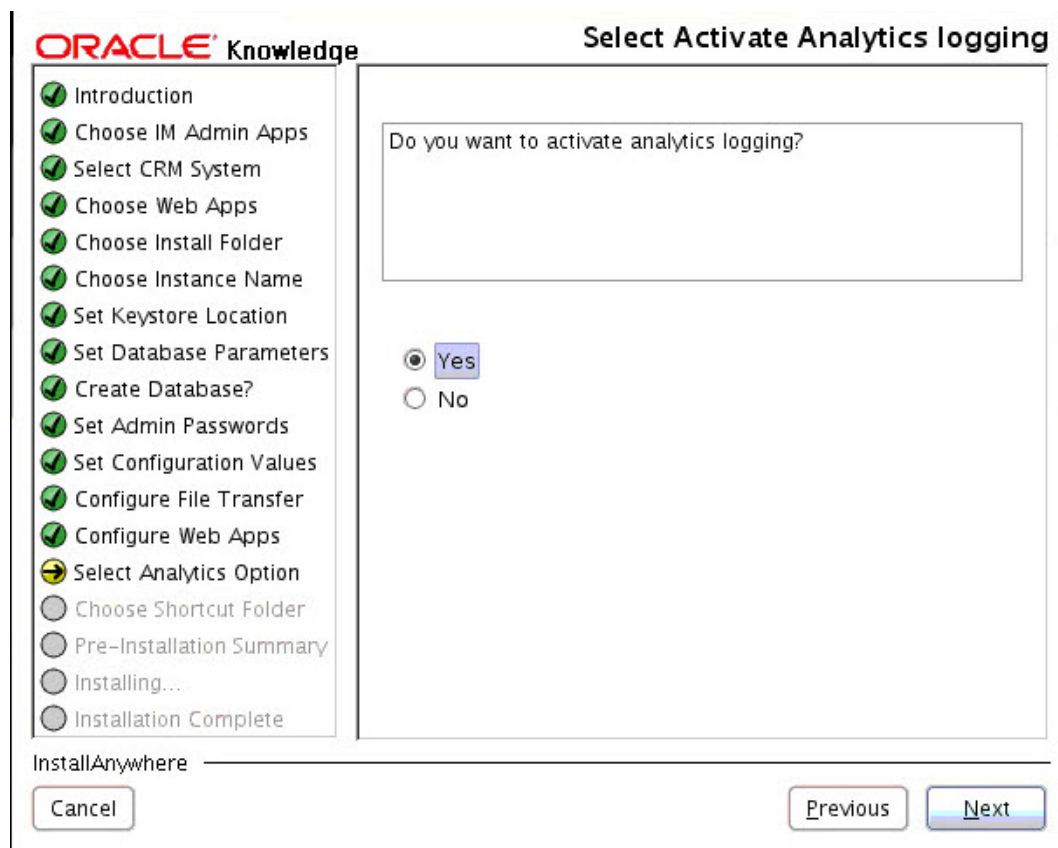 ORACLE Knowledge
Select Activate Analytics logging
Introduction
Choose IM Admin Apps
Select CRM System
Choose Web Apps
Choose Install Folder
Choose Instance Name
Set Keystore Location
Set Database Parameters
Create Database?
Set Admin Passwords
Set Configuration Values
Configure File Transfer
Configure Web Apps
Select Analytics Option
Choose Shortcut Folder
Pre-Installation Summary
Installing...
Installation Complete
Do you want to activate analytics logging?
Yes
No
InstallAnywhere
Cancel
Previous
Next